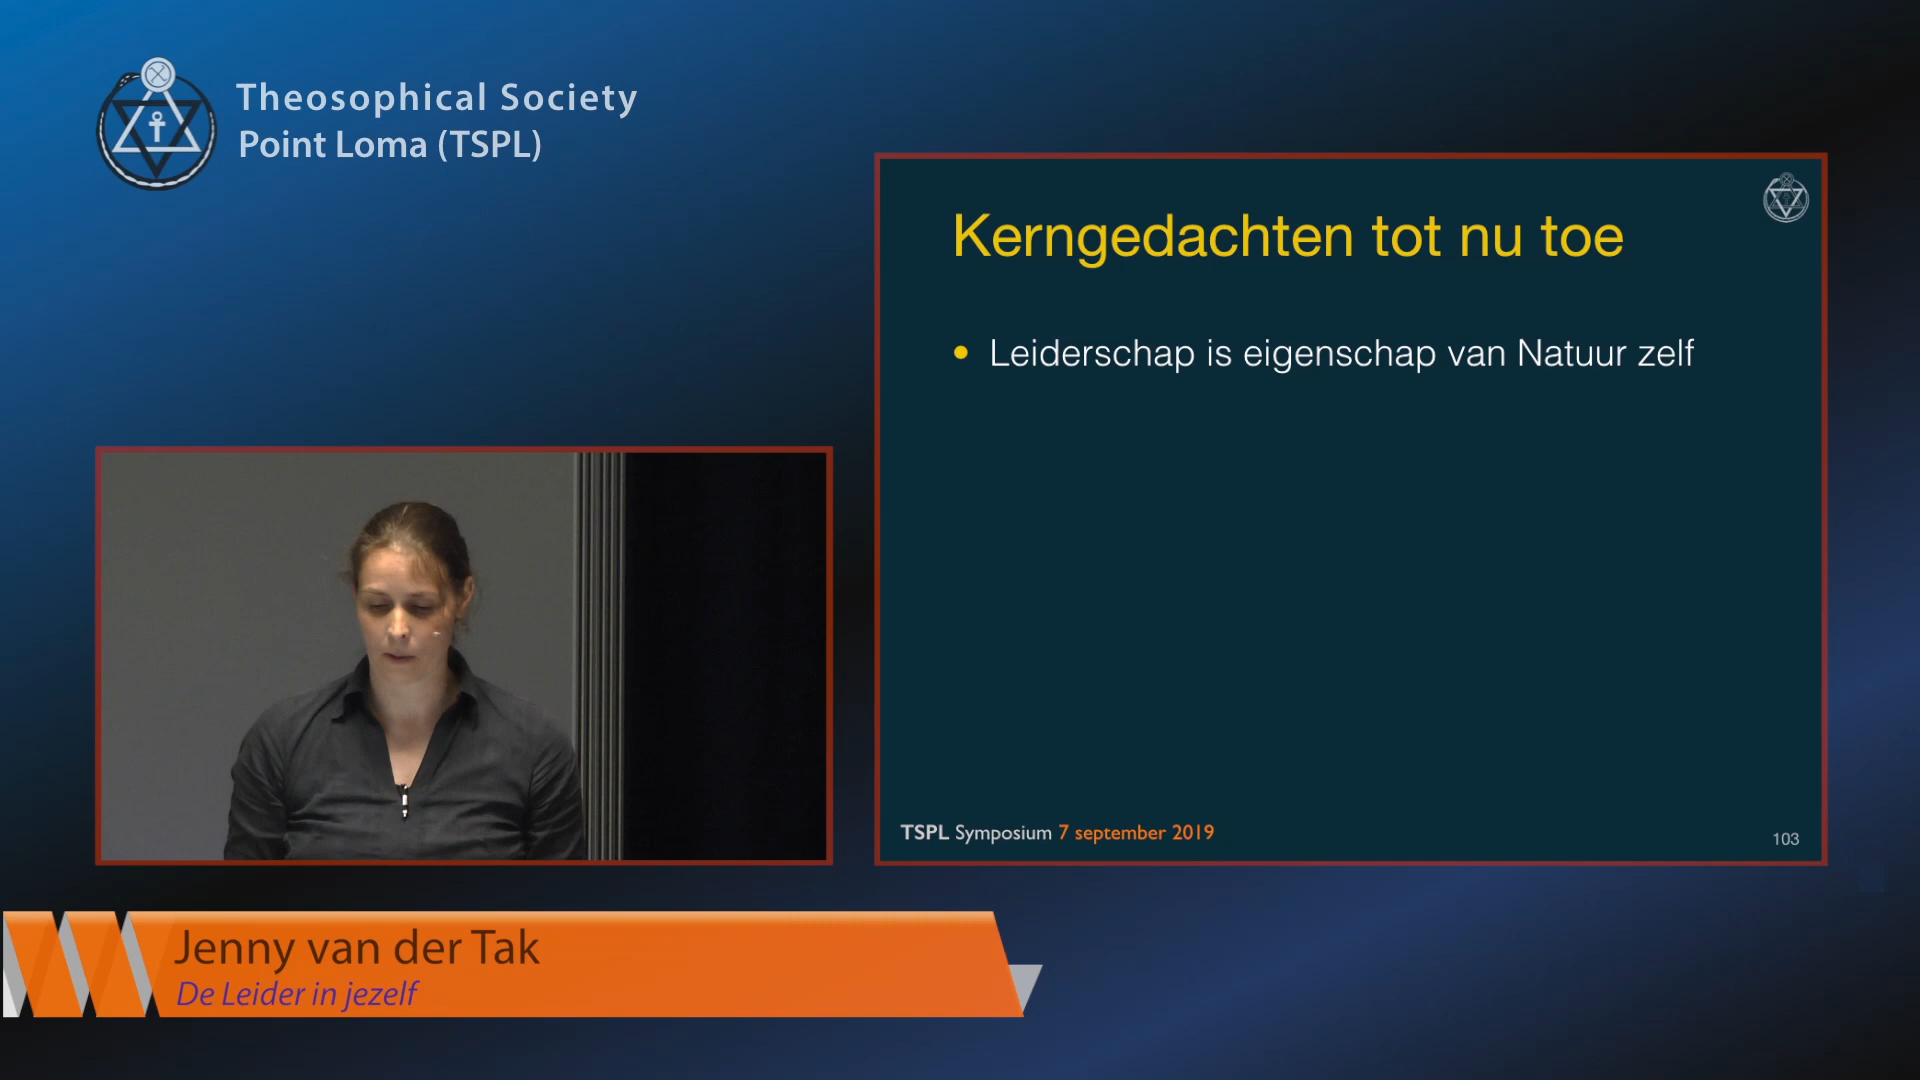 Theosophical Society
Point Loma (TSPL)
Kerngedachten tot nu toe
• Leiderschap is eigenschap van Natuur zelf
TSPL Symposium 7 september 2019
103
Jenny van der Tak
De Leider in jezelf